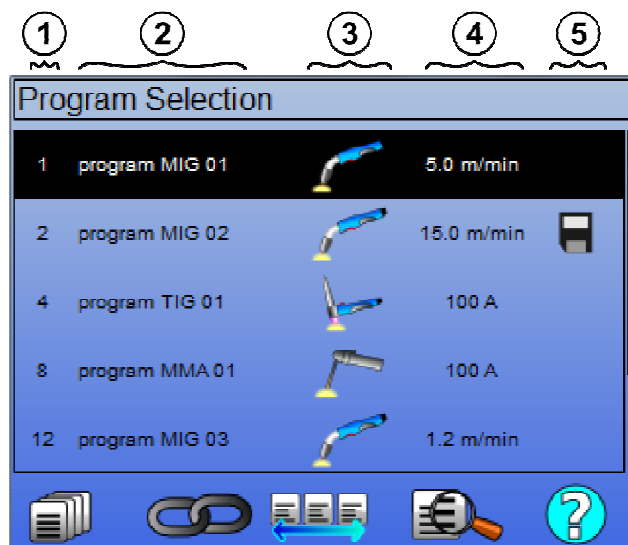 1 2 3 4 5
Program Selection
1 program MIG 01 5.0 m/min
2 program MIG 02 15.0 m/min
4 program TIG 01 100 A
8 program MMA 01 100 A
12 program MIG 03 1.2 m/min
?